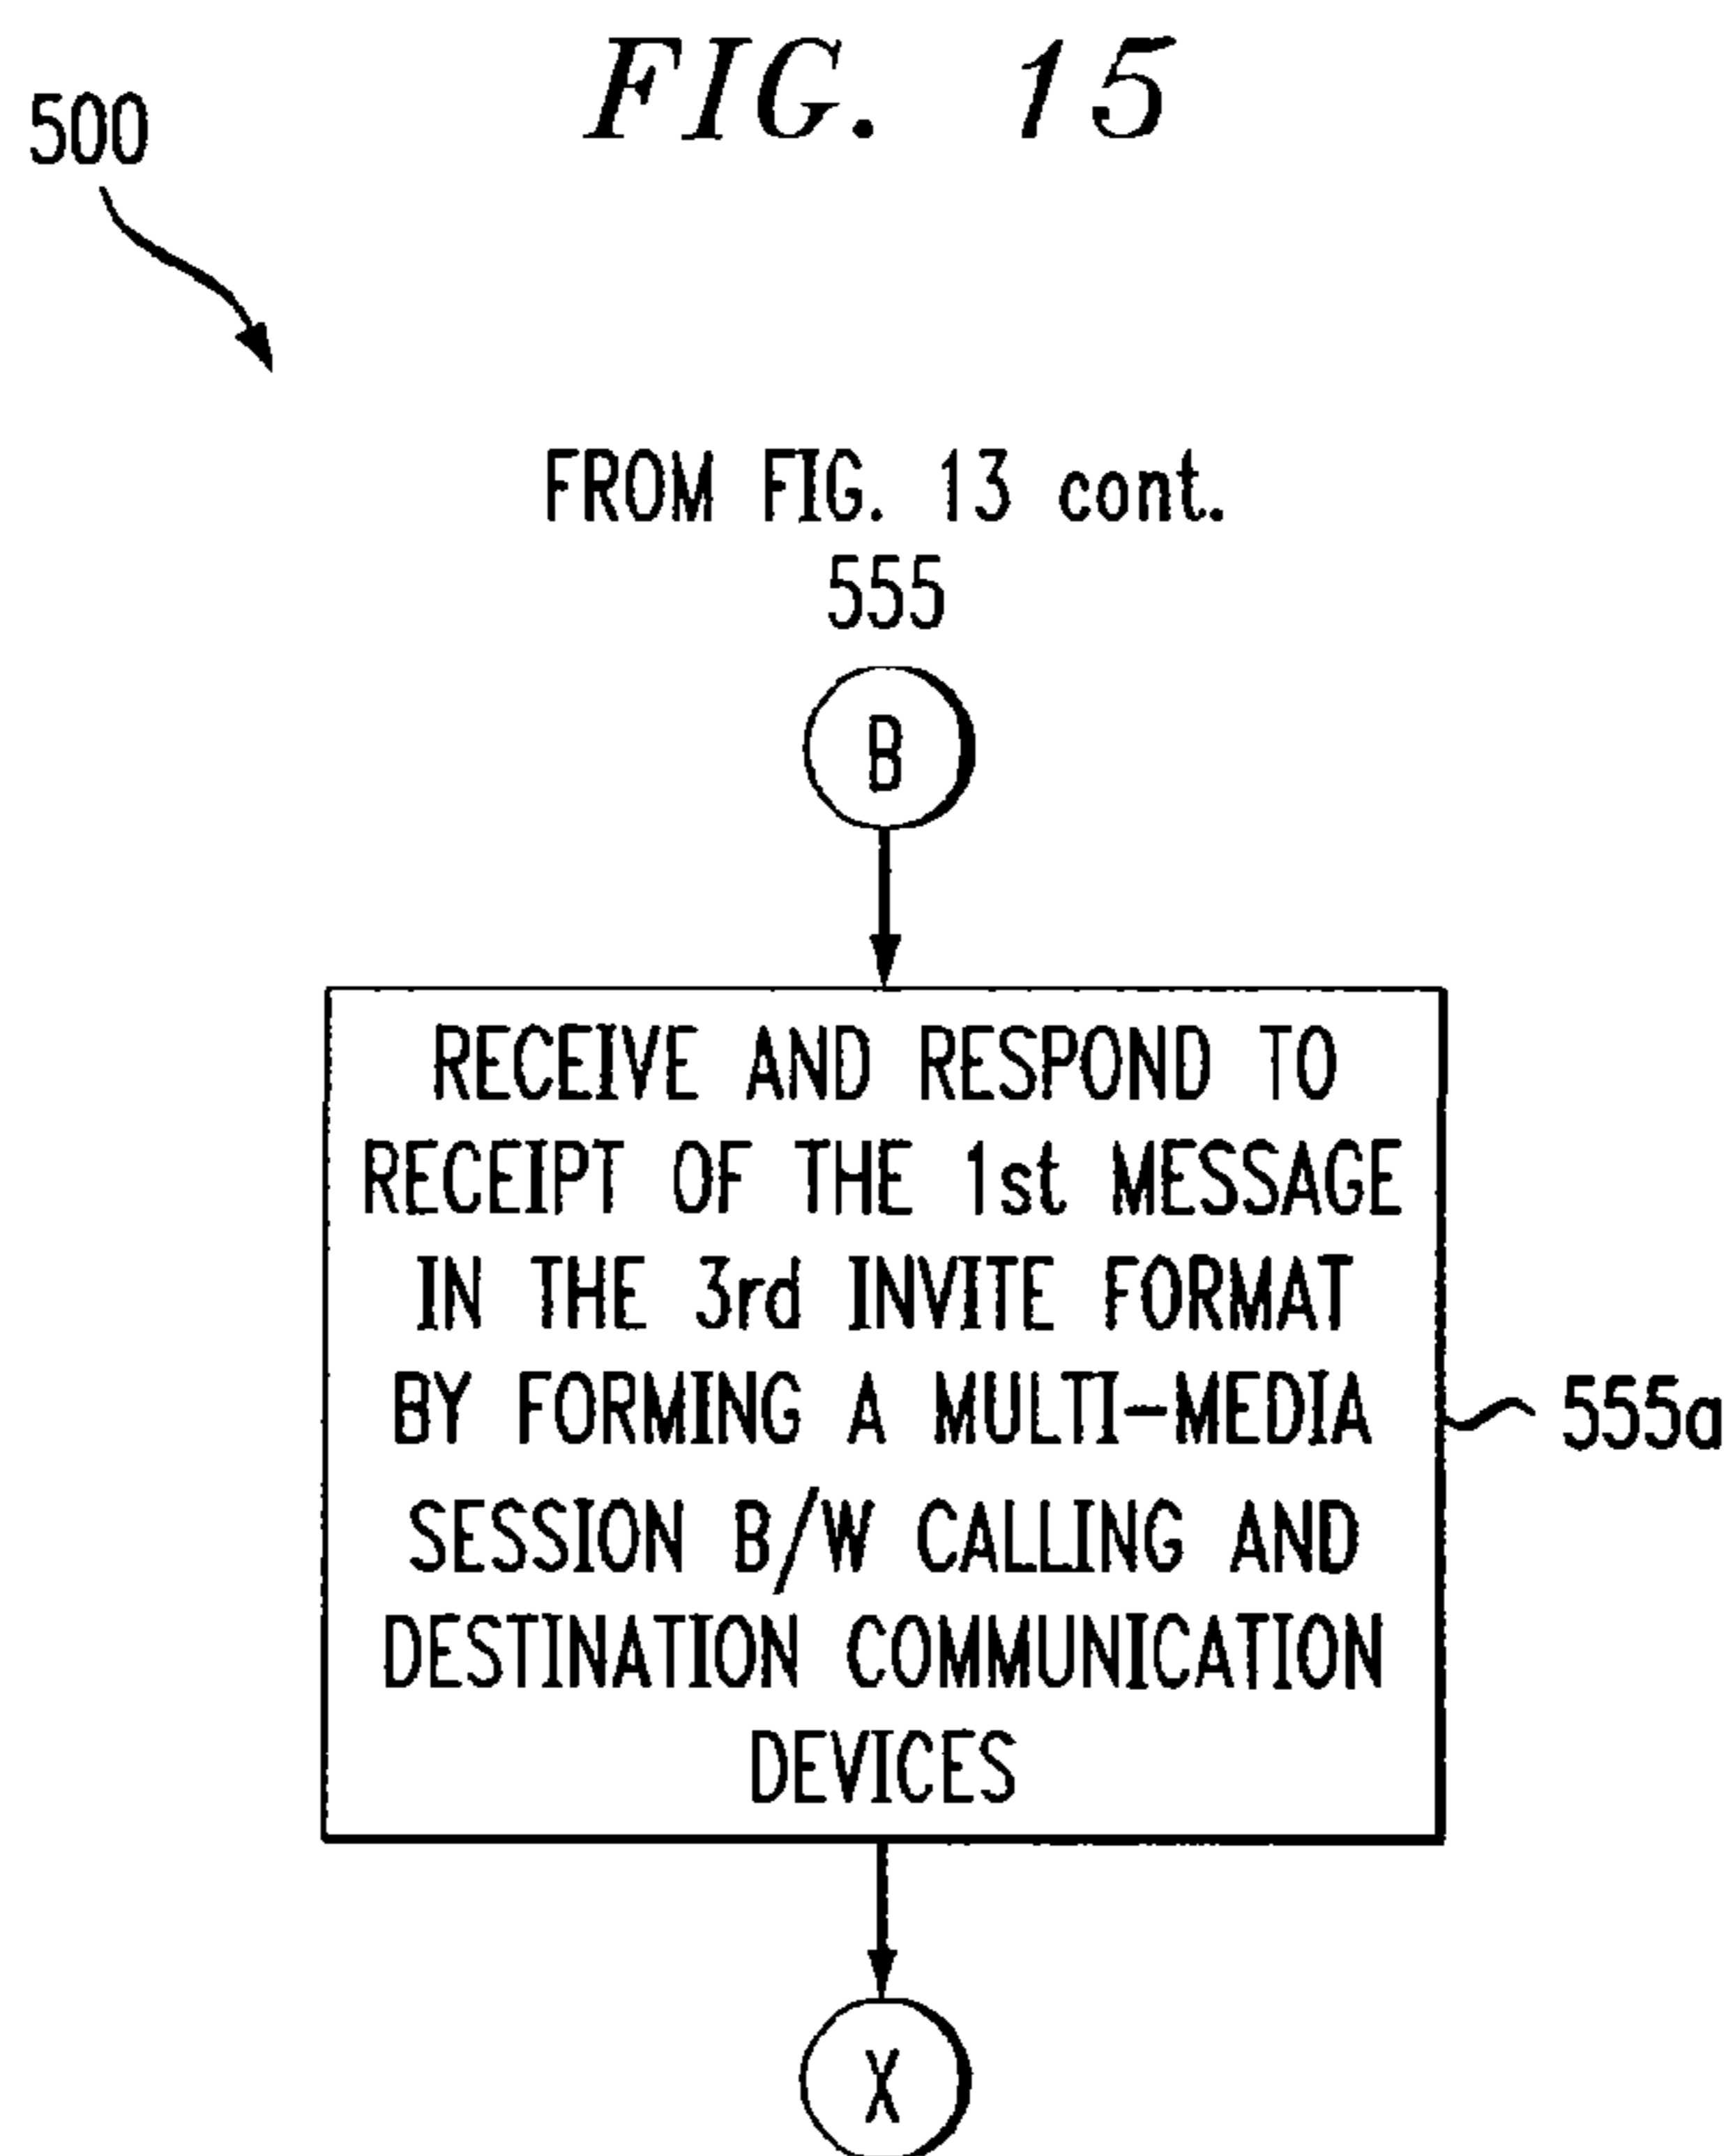 FIG. 15
500
FROM FIG. 13 cont.
555
B
RECEIVE AND RESPOND TO
RECEIPT OF THE 1st MESSAGE
IN THE 3rd INVITE FORMAT
BY FORMING A MULTI-MEDIA
SESSION B/W CALLING AND
DESTINATION COMMUNICATION
DEVICES
555a
X